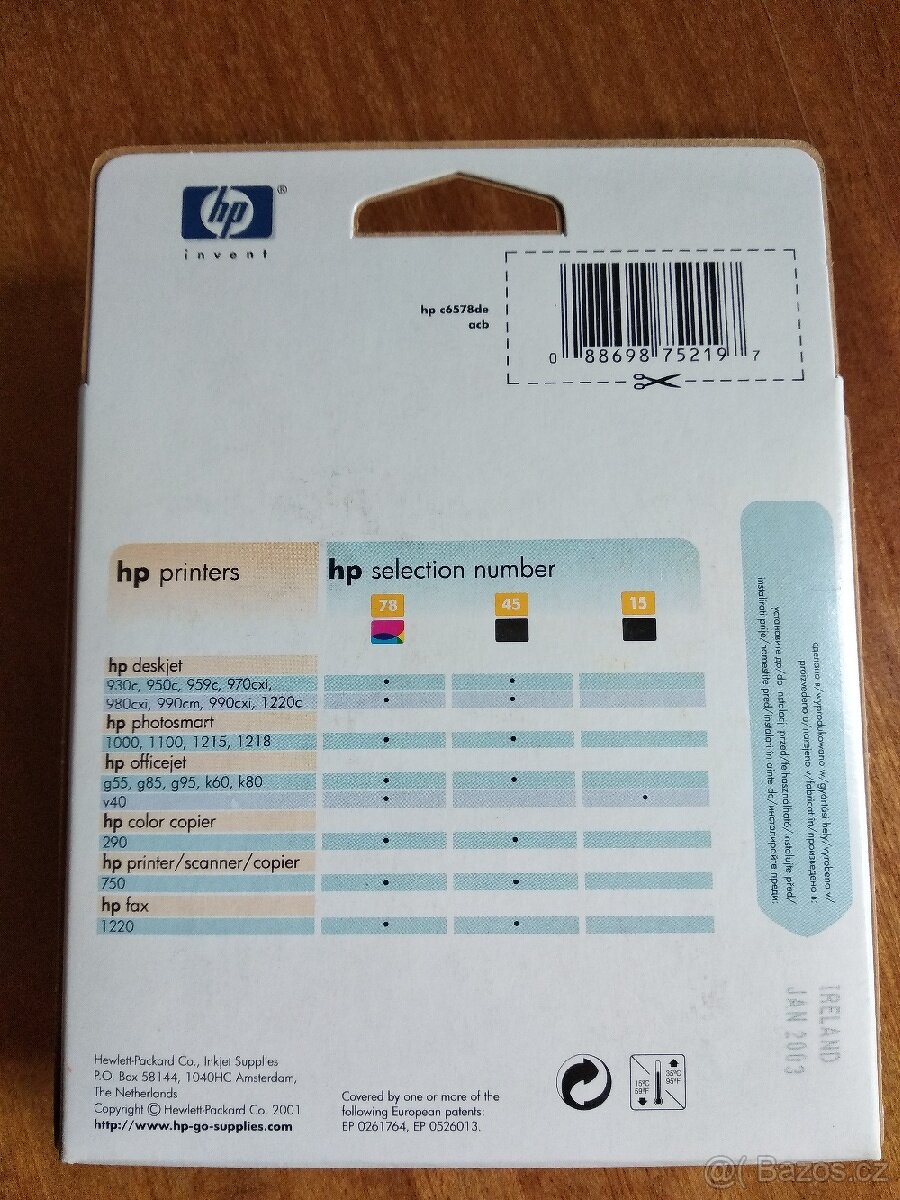 hp ®
invent
hp c6578de
acb
0 88698 75219 7
hp printers
hp selection number
78 45 15
hp deskjet
930c, 950c, 959c, 970cxi,
980cxi, 990cm, 990cxi, 1220c
hp photosmart
1000, 1100, 1215, 1218
hp officejet
g55, g85, g95, k60, k80
v40
hp color copier
290
hp printer/scanner/copier
750
hp fax
1220
IRELAND
JAN 2003
Hewlett-Packard Co., Inkjet Supplies
P.O. Box 58144, 1040HC Amsterdam,
The Netherlands
Copyright © Hewlett-Packard Co. 2001
http://www.hp-go-supplies.com
Covered by one or more of the
following European patents:
EP 0261764, EP 0526013.
15°C
59°F
35°C
95°F
@( Bazos.cz